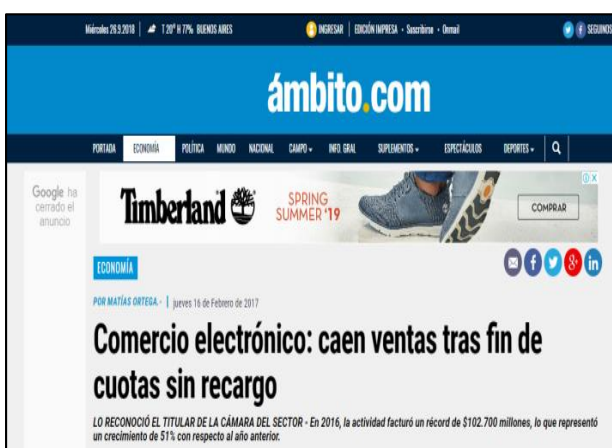 Miércoles 26.9.2018 | T 20° H 77% BUENOS AIRES INGRESAR | EDICIÓN IMPRESA • Suscribirse • Onmail SEGUINOS
ámbito.com
PORTADA ECONOMÍA POLÍTICA MUNDO NACIONAL CAMPO INFO. GRAL SUPLEMENTOS ESPECTÁCULOS DEPORTES
Google ha
cerrado el
anuncio
Timberland
SPRING
SUMMER '19
COMPRAR
ECONOMÍA
POR MATÍAS ORTEGA.- | jueves 16 de Febrero de 2017
Comercio electrónico: caen ventas tras fin de
cuotas sin recargo
LO RECONOCIÓ EL TITULAR DE LA CÁMARA DEL SECTOR - En 2016, la actividad facturó un récord de $102.700 millones, lo que representó
un crecimiento de 51% con respecto al año anterior.